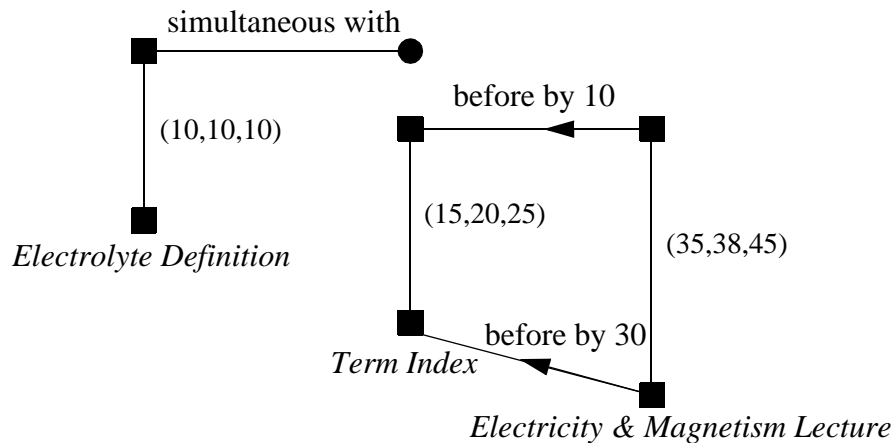 simultaneous with
before by 10
(10,10,10)
(15,20,25)
(35,38,45)
Electrolyte Definition
before by 30
Term Index
Electricity & Magnetism Lecture